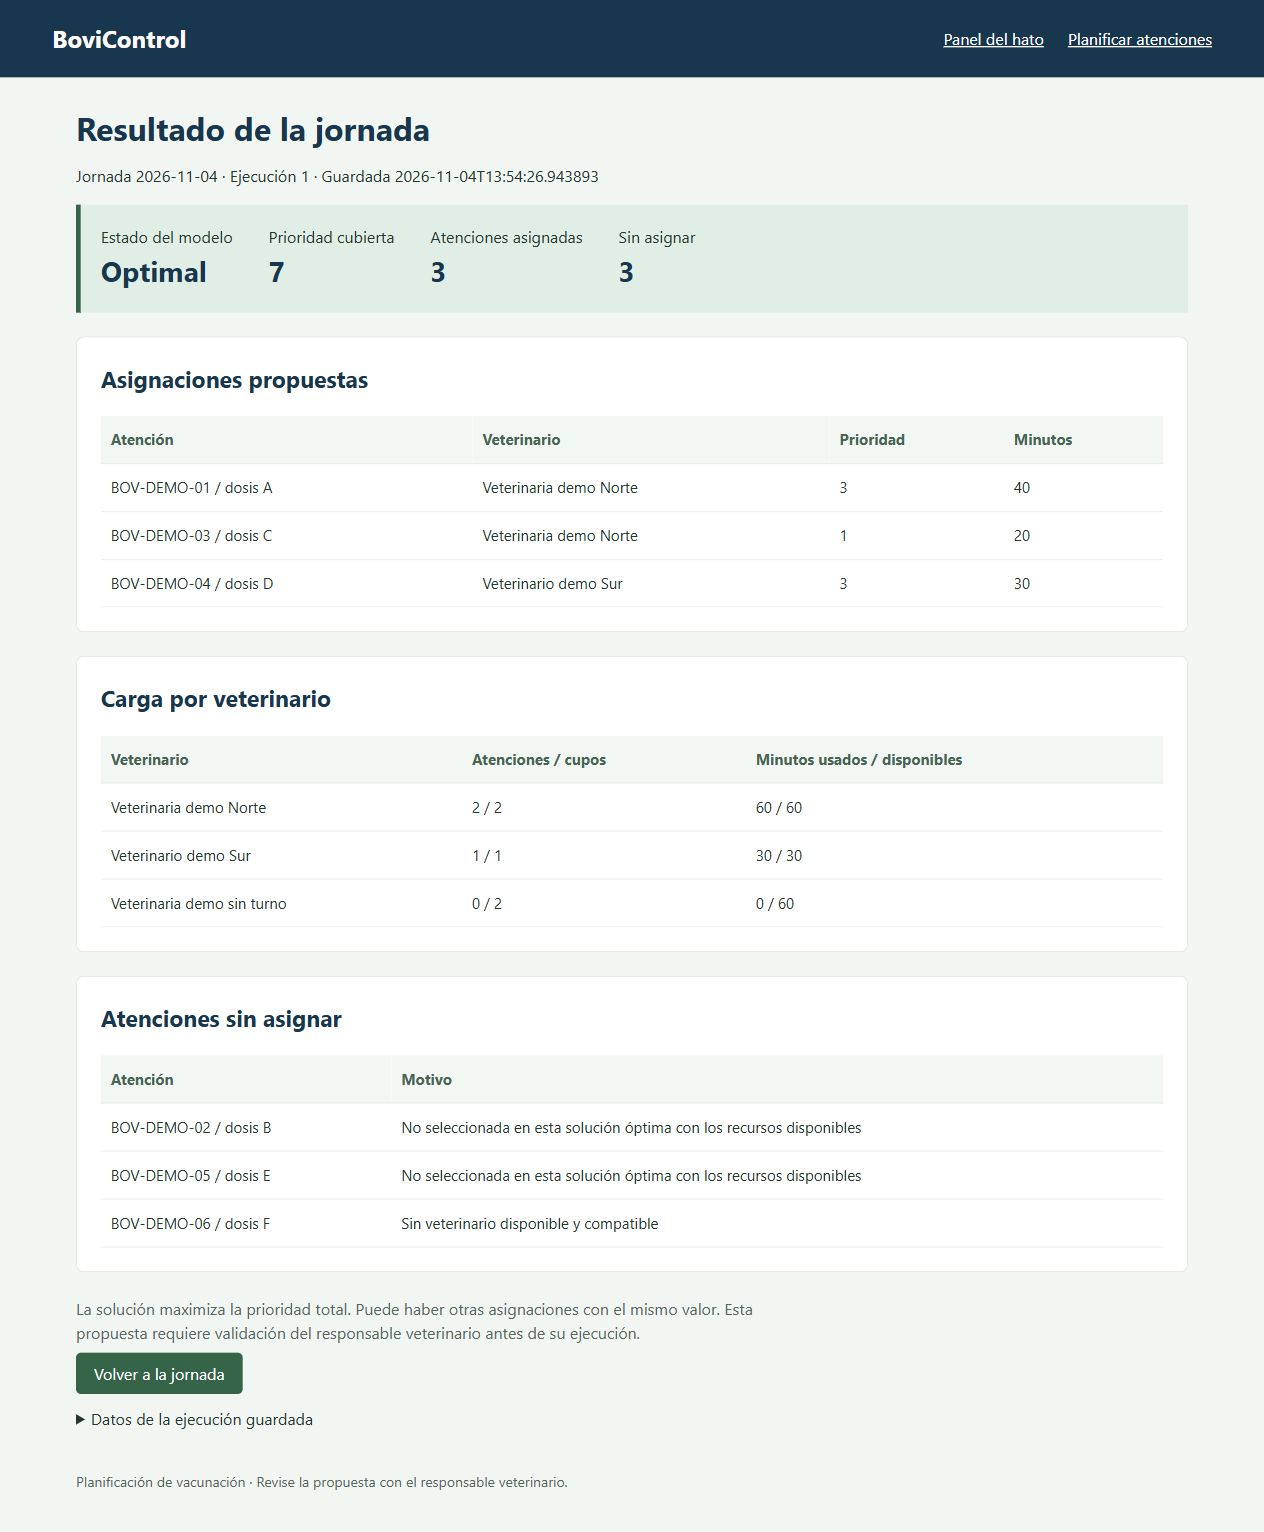 BoviControl
Panel del hato Planificar atenciones
Resultado de la jornada
Jornada 2026-11-04 · Ejecución 1 · Guardada 2026-11-04T13:54:26.943893
Estado del modelo Prioridad cubierta Atenciones asignadas Sin asignar
Optimal 7 3 3
Asignaciones propuestas
Atención Veterinario Prioridad Minutos
BOV-DEMO-01 / dosis A Veterinaria demo Norte 3 40
BOV-DEMO-03 / dosis C Veterinaria demo Norte 1 20
BOV-DEMO-04 / dosis D Veterinario demo Sur 3 30
Carga por veterinario
Veterinario Atenciones / cupos Minutos usados / disponibles
Veterinaria demo Norte 2 / 2 60 / 60
Veterinario demo Sur 1 / 1 30 / 30
Veterinaria demo sin turno 0 / 2 0 / 60
Atenciones sin asignar
Atención Motivo
BOV-DEMO-02 / dosis B No seleccionada en esta solución óptima con los recursos disponibles
BOV-DEMO-05 / dosis E No seleccionada en esta solución óptima con los recursos disponibles
BOV-DEMO-06 / dosis F Sin veterinario disponible y compatible
La solución maximiza la prioridad total. Puede haber otras asignaciones con el mismo valor. Esta
propuesta requiere validación del responsable veterinario antes de su ejecución.
Volver a la jornada
▶ Datos de la ejecución guardada
Planificación de vacunación · Revise la propuesta con el responsable veterinario.